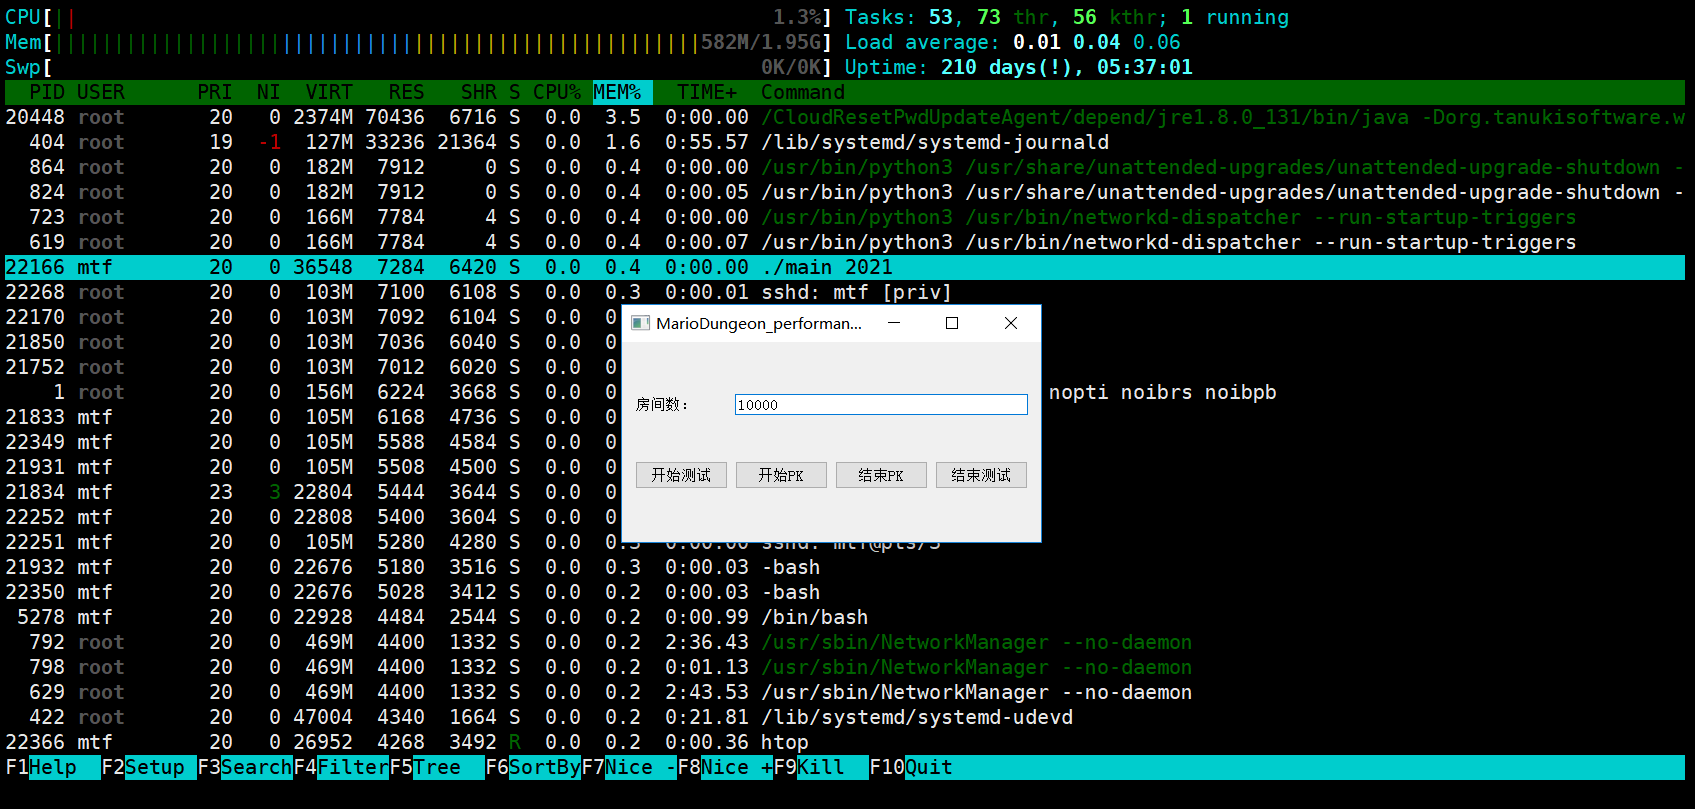 CPU[|| 1.3%] Tasks: 53, 73 thr, 56 kthr; 1 running
Mem[||||||||||||||||||||||||||||||||||||||||||||||||||||||582M/1.95G] Load average: 0.01 0.04 0.06
Swp[ 0K/0K] Uptime: 210 days(!), 05:37:01
PID USER PRI NI VIRT RES SHR S CPU% MEM% TIME+ Command
20448 root 20 0 2374M 70436 6716 S 0.0 3.5 0:00.00 /CloudResetPwdUpdateAgent/depend/jre1.8.0_131/bin/java -Dorg.tanukisoftware.w
404 root 19 -1 127M 33236 21364 S 0.0 1.6 0:55.57 /lib/systemd/systemd-journald
864 root 20 0 182M 7912 0 S 0.0 0.4 0:00.00 /usr/bin/python3 /usr/share/unattended-upgrades/unattended-upgrade-shutdown -
824 root 20 0 182M 7912 0 S 0.0 0.4 0:00.05 /usr/bin/python3 /usr/share/unattended-upgrades/unattended-upgrade-shutdown -
723 root 20 0 166M 7784 4 S 0.0 0.4 0:00.00 /usr/bin/python3 /usr/bin/networkd-dispatcher --run-startup-triggers
619 root 20 0 166M 7784 4 S 0.0 0.4 0:00.07 /usr/bin/python3 /usr/bin/networkd-dispatcher --run-startup-triggers
22166 mtf 20 0 36548 7284 6420 S 0.0 0.4 0:00.00 ./main 2021
22268 root 20 0 103M 7100 6108 S 0.0 0.3 0:00.01 sshd: mtf [priv]
22170 root 20 0 103M 7092 6104 S 0.0 0
21850 root 20 0 103M 7036 6040 S 0.0 0
21752 root 20 0 103M 7012 6020 S 0.0 0
1 root 20 0 156M 6224 3668 S 0.0 0 nopti noibrs noibpb
21833 mtf 20 0 105M 6168 4736 S 0.0 0
22349 mtf 20 0 105M 5588 4584 S 0.0 0
21931 mtf 20 0 105M 5508 4500 S 0.0 0
21834 mtf 23 3 22804 5444 3644 S 0.0 0
22252 mtf 20 0 22808 5400 3604 S 0.0 0
22251 mtf 20 0 105M 5280 4280 S 0.0 0.3 0:00.00 sshd: mtf@pts/3
21932 mtf 20 0 22676 5180 3516 S 0.0 0.3 0:00.03 -bash
22350 mtf 20 0 22676 5028 3412 S 0.0 0.2 0:00.03 -bash
5278 mtf 20 0 22928 4484 2544 S 0.0 0.2 0:00.99 /bin/bash
792 root 20 0 469M 4400 1332 S 0.0 0.2 2:36.43 /usr/sbin/NetworkManager --no-daemon
798 root 20 0 469M 4400 1332 S 0.0 0.2 0:01.13 /usr/sbin/NetworkManager --no-daemon
629 root 20 0 469M 4400 1332 S 0.0 0.2 2:43.53 /usr/sbin/NetworkManager --no-daemon
422 root 20 0 47004 4340 1664 S 0.0 0.2 0:21.81 /lib/systemd/systemd-udevd
22366 mtf 20 0 26952 4268 3492 R 0.0 0.2 0:00.36 htop
F1Help F2Setup F3SearchF4FilterF5Tree F6SortByF7Nice -F8Nice +F9Kill F10Quit
MarioDungeon_performan...
房间数： 10000
开始测试 开始PK 结束PK 结束测试